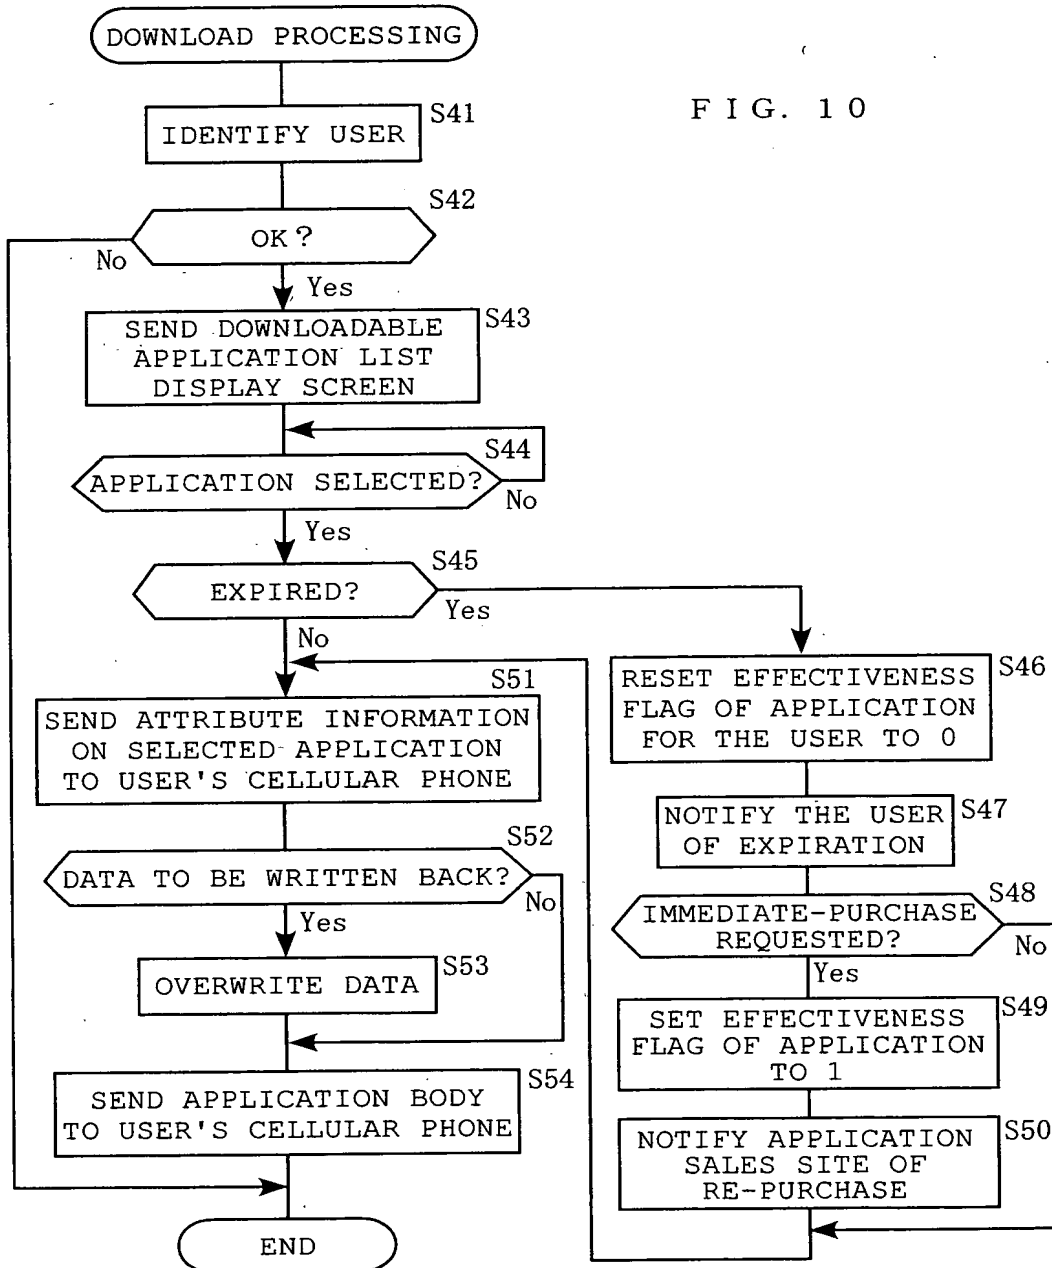 DOWNLOAD PROCESSING
FIG. 10
S41
IDENTIFY USER
S42
OK?
No
Yes
S43
SEND DOWNLOADABLE
APPLICATION LIST
DISPLAY SCREEN
S44
APPLICATION SELECTED?
No
Yes
S45
EXPIRED?
Yes
No
S51
SEND ATTRIBUTE INFORMATION
ON SELECTED APPLICATION
TO USER'S CELLULAR PHONE
S52
DATA TO BE WRITTEN BACK?
No
Yes
S53
OVERWRITE DATA
S54
SEND APPLICATION BODY
TO USER'S CELLULAR PHONE
END
S46
RESET EFFECTIVENESS
FLAG OF APPLICATION
FOR THE USER TO 0
S47
NOTIFY THE USER
OF EXPIRATION
S48
IMMEDIATE-PURCHASE
REQUESTED?
No
Yes
S49
SET EFFECTIVENESS
FLAG OF APPLICATION
TO 1
S50
NOTIFY APPLICATION
SALES SITE OF
RE-PURCHASE